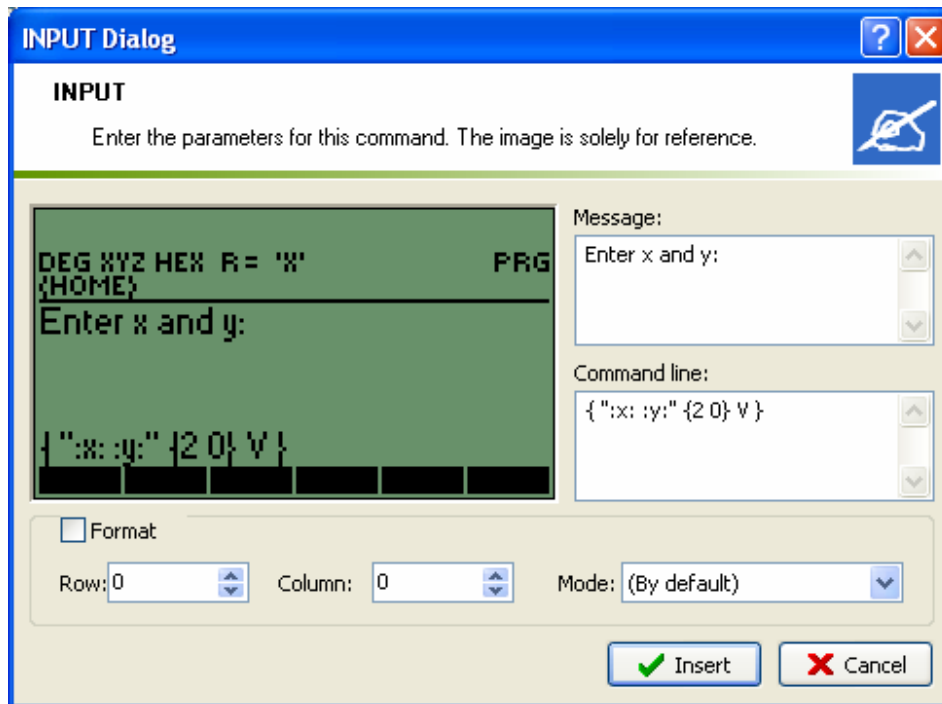 INPUT Dialog
INPUT
Enter the parameters for this command. The image is solely for reference.
DEG XYZ HEX R= 'X' PRG
{HOME}
Enter x and y:
{ ":x: :y:" {2 0} V }
Message:
Enter x and y:
Command line:
{ ":x: :y:" {2 0} V }
Format
Row: 0 Column: 0 Mode: (By default)
Insert Cancel